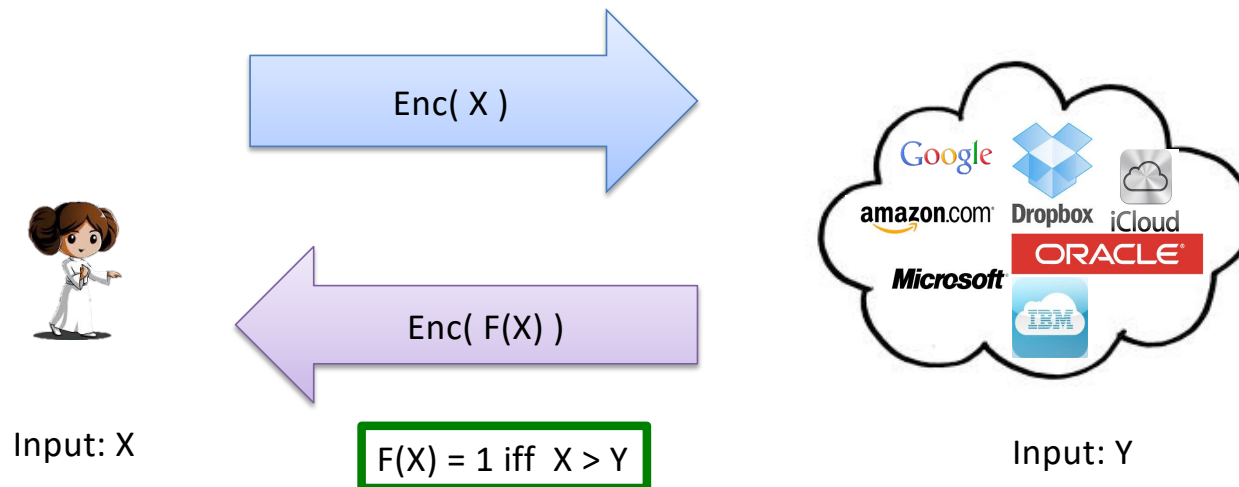 Enc( X )
Google
amazon.com
Dropbox
iCloud
ORACLE
Microsoft
IBM
Enc( F(X) )
Input: X
F(X) = 1 iff X > Y
Input: Y